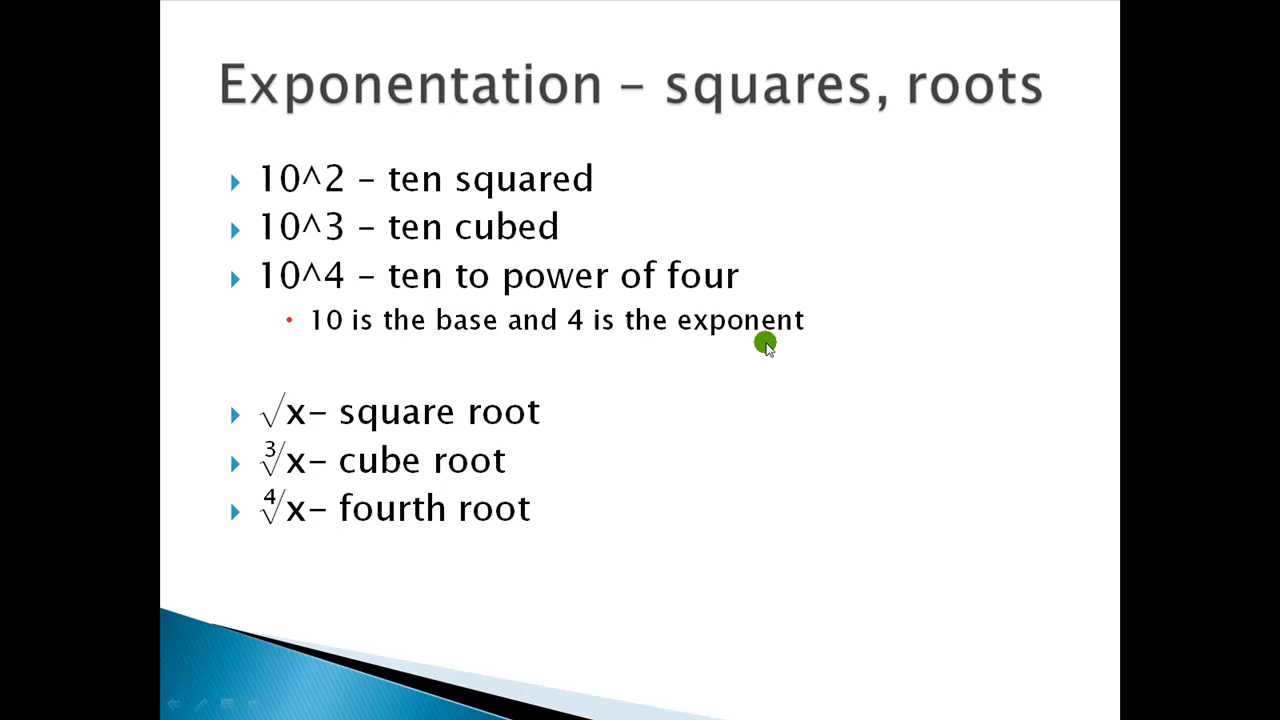 Exponentation – squares, roots
10^2 – ten squared
10^3 – ten cubed
10^4 – ten to power of four
10 is the base and 4 is the exponent
√x– square root
∛x– cube root
∜x– fourth root